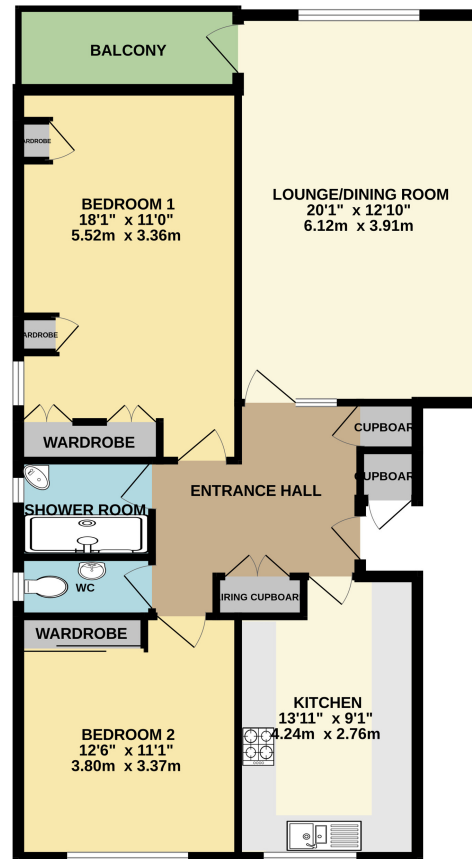 BALCONY
ARDROBE
BEDROOM 1
18'1" x 11'0"
5.52m x 3.36m
LOUNGE/DINING ROOM
20'1" x 12'10"
6.12m x 3.91m
ARDROBE
WARDROBE
CUPBOAR
CUPBOAR
ENTRANCE HALL
SHOWER ROOM
WC
IRING CUPBOAR
WARDROBE
KITCHEN
13'11" x 9'1"
4.24m x 2.76m
BEDROOM 2
12'6" x 11'1"
3.80m x 3.37m